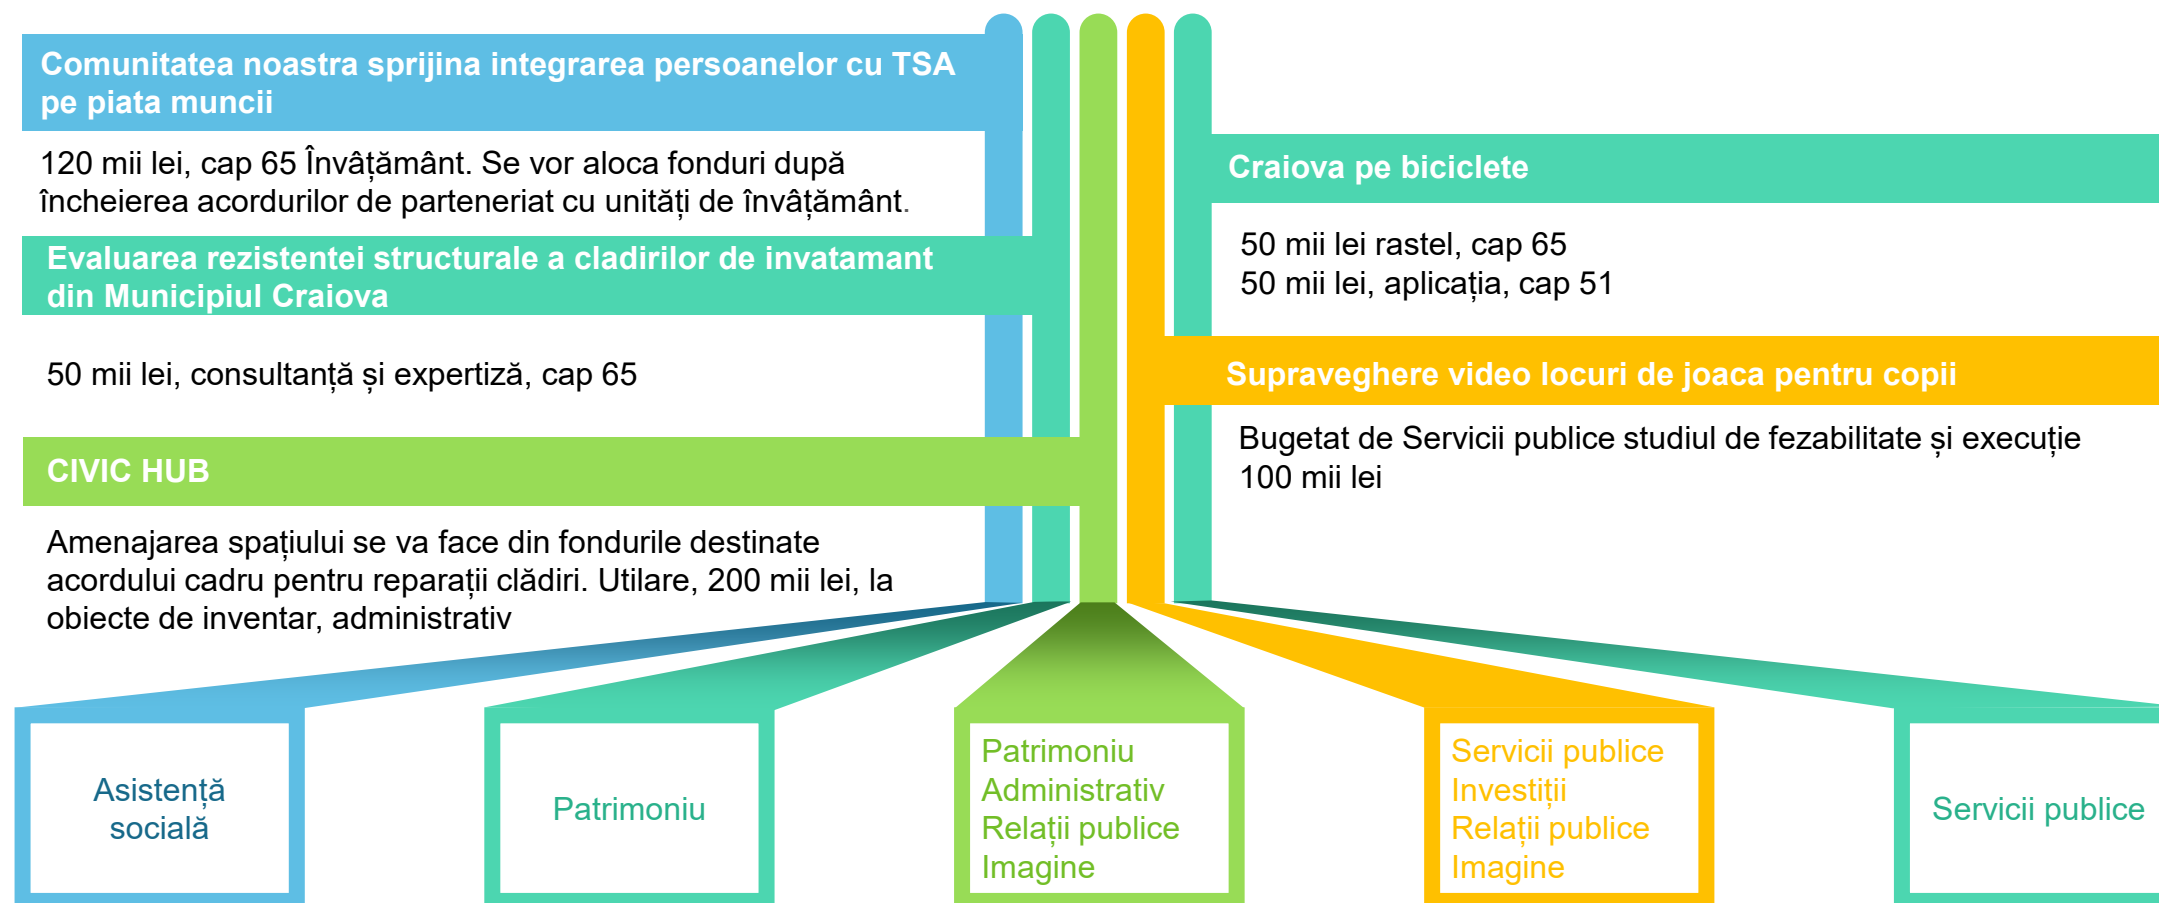 Comunitatea noastra sprijina integrarea persoanelor cu TSA
pe piata muncii
120 mii lei, cap 65 Învâțământ. Se vor aloca fonduri după
încheierea acordurilor de parteneriat cu unități de învâțământ.
Evaluarea rezistentei structurale a cladirilor de invatamant
din Municipiul Craiova
50 mii lei, consultanță și expertiză, cap 65
CIVIC HUB
Amenajarea spațiului se va face din fondurile destinate
acordului cadru pentru reparații clădiri. Utilare, 200 mii lei, la
obiecte de inventar, administrativ
Craiova pe biciclete
50 mii lei rastel, cap 65
50 mii lei, aplicația, cap 51
Supraveghere video locuri de joaca pentru copii
Bugetat de Servicii publice studiul de fezabilitate și execuție
100 mii lei
Asistență
socială
Patrimoniu
Patrimoniu
Administrativ
Relații publice
Imagine
Servicii publice
Investiții
Relații publice
Imagine
Servicii publice